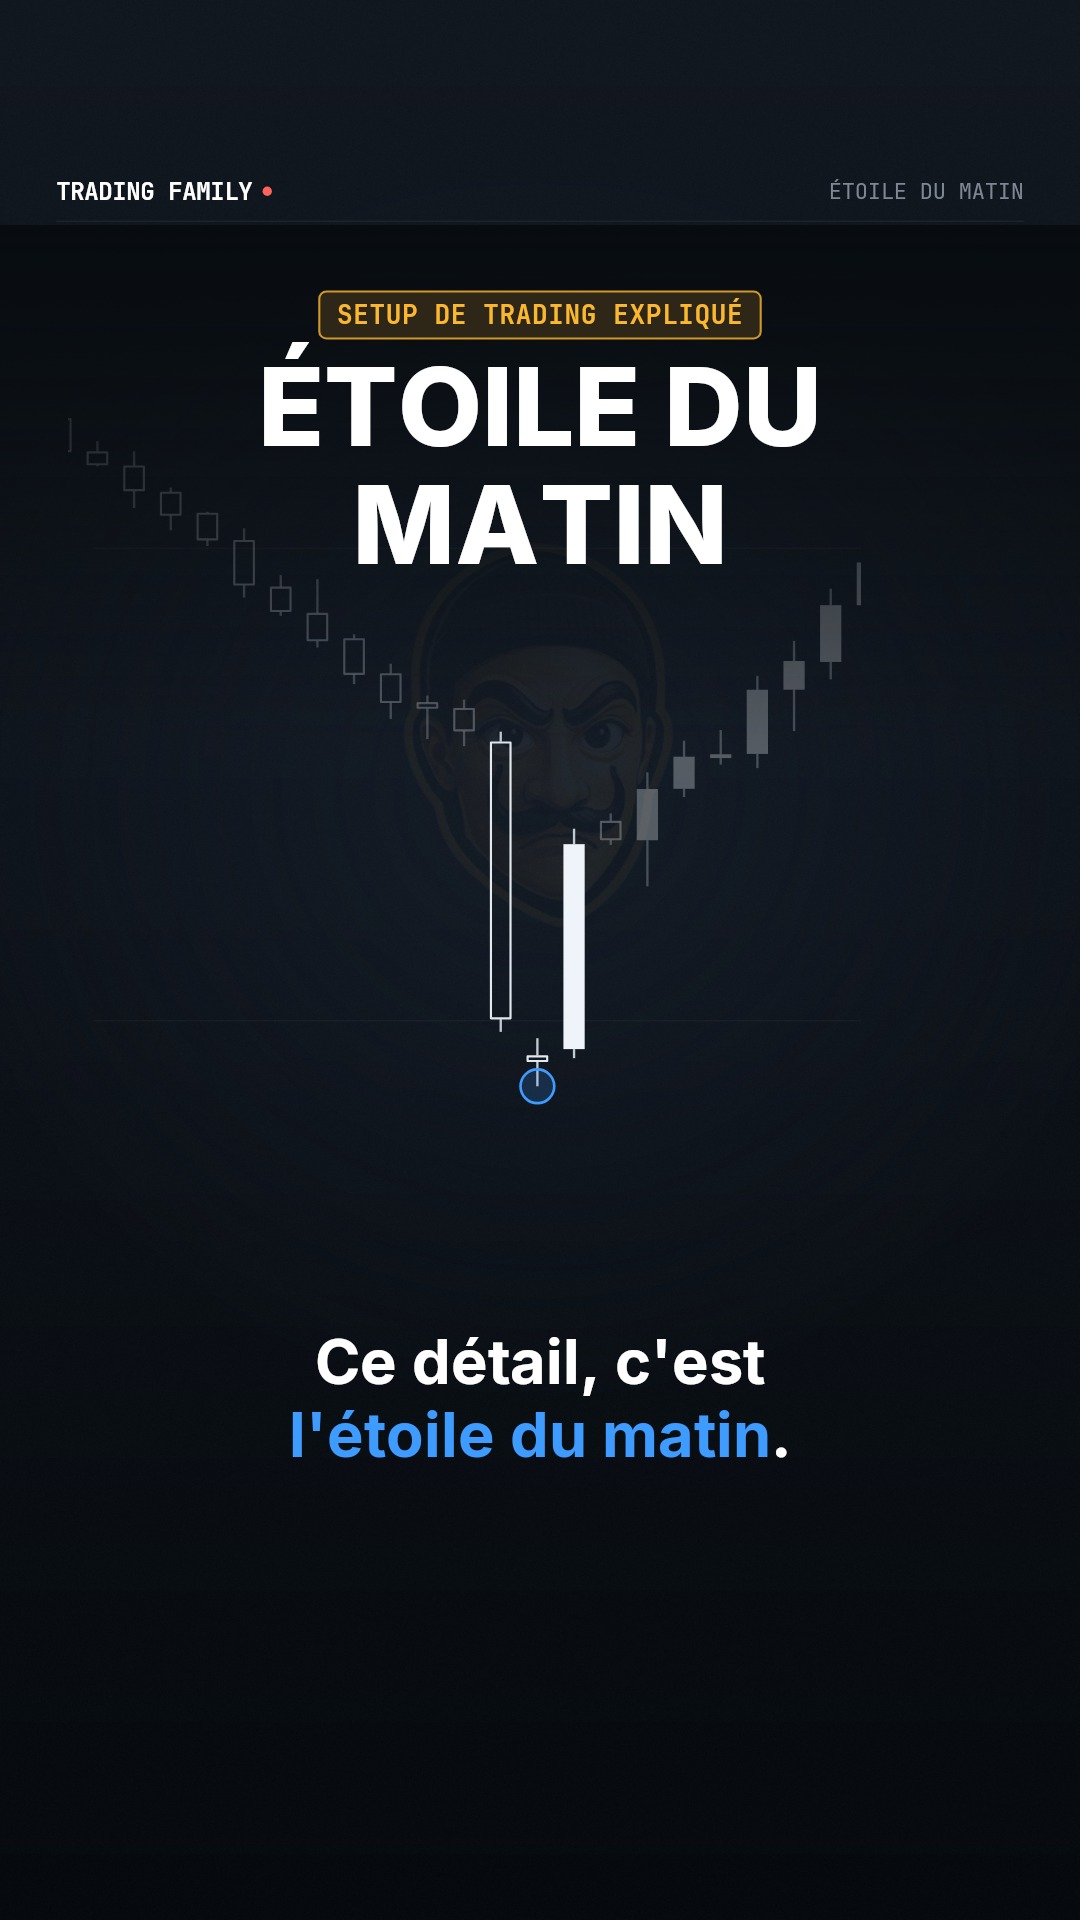 TRADING FAMILY
ÉTOILE DU MATIN
SETUP DE TRADING EXPLIQUÉ
ÉTOILE DU
MATIN
Ce détail, c'est
l'étoile du matin.